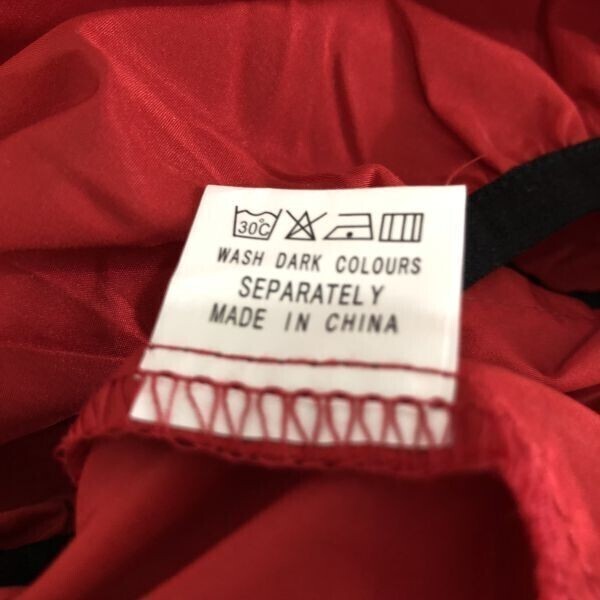 30℃
WASH DARK COLOURS
SEPARATELY
MADE IN CHINA